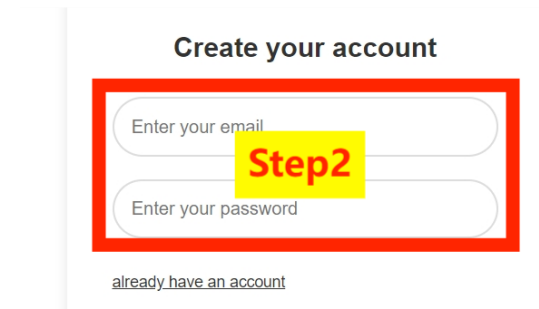 Create your account
Enter your email
Step2
Enter your password
already have an account